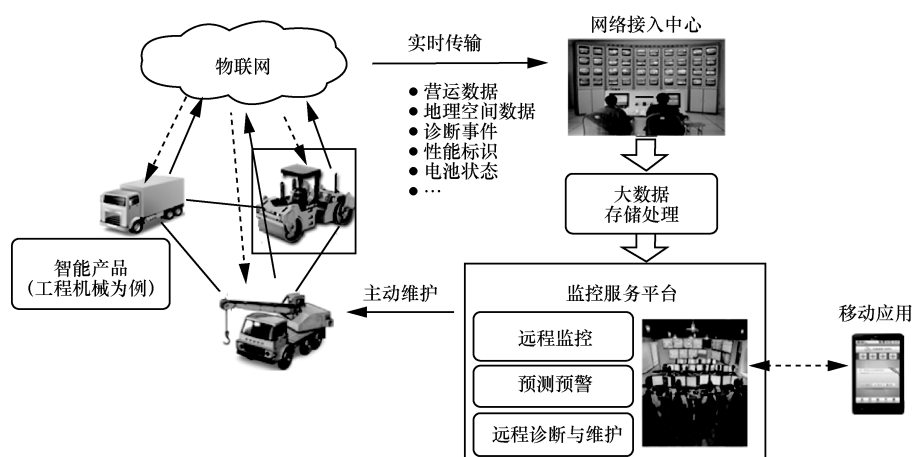 网络接入中心
物联网
实时传输
● 营运数据
● 地理空间数据
● 诊断事件
● 性能标识
● 电池状态
● …
大数据
存储处理
智能产品
（工程机械为例）
主动维护
监控服务平台
远程监控
预测预警
远程诊断与维护
移动应用